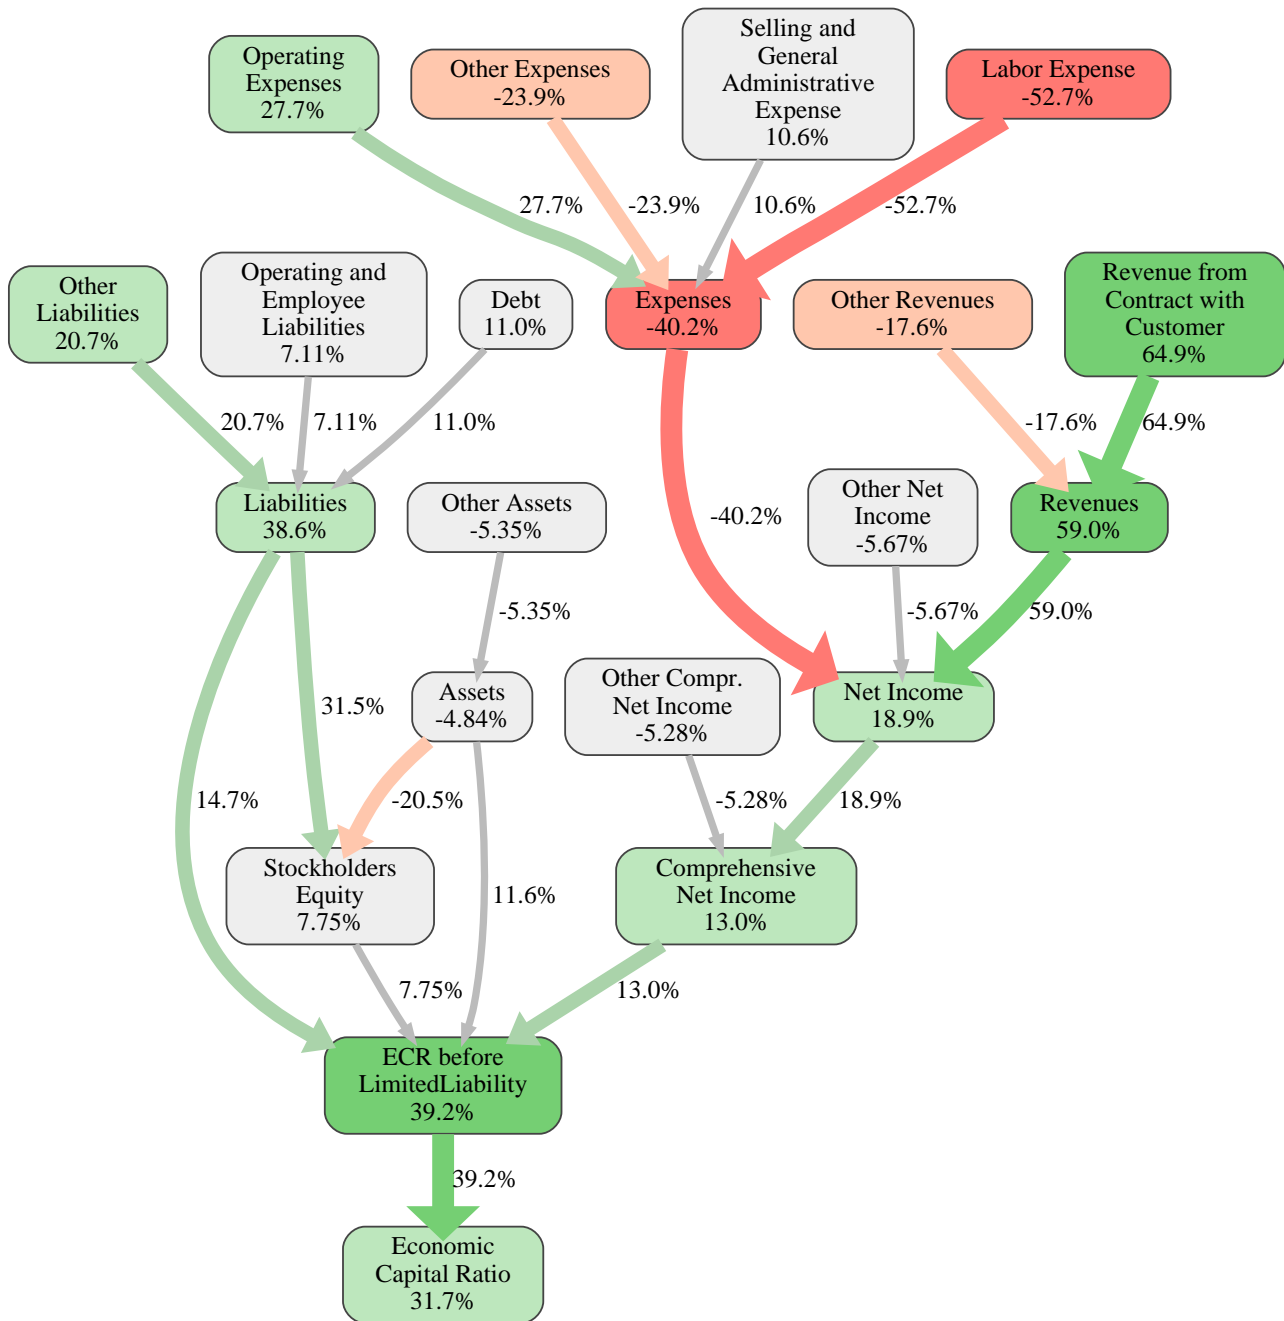 Operating
Expenses
27.7%
Other Expenses
-23.9%
Selling and
General
Administrative
Expense
10.6%
Labor Expense
-52.7%
27.7%
-23.9%
10.6%
-52.7%
Other
Liabilities
20.7%
Operating and
Employee
Liabilities
7.11%
Debt
11.0%
Expenses
-40.2%
Other Revenues
-17.6%
Revenue from
Contract with
Customer
64.9%
20.7%
7.11%
11.0%
-17.6%
64.9%
Liabilities
38.6%
Other Assets
-5.35%
-40.2%
Other Net
Income
-5.67%
Revenues
59.0%
-5.35%
-5.67%
59.0%
31.5%
Assets
-4.84%
Other Compr.
Net Income
-5.28%
Net Income
18.9%
14.7%
-20.5%
-5.28%
18.9%
Stockholders
Equity
7.75%
11.6%
Comprehensive
Net Income
13.0%
7.75%
13.0%
ECR before
LimitedLiability
39.2%
39.2%
Economic
Capital Ratio
31.7%